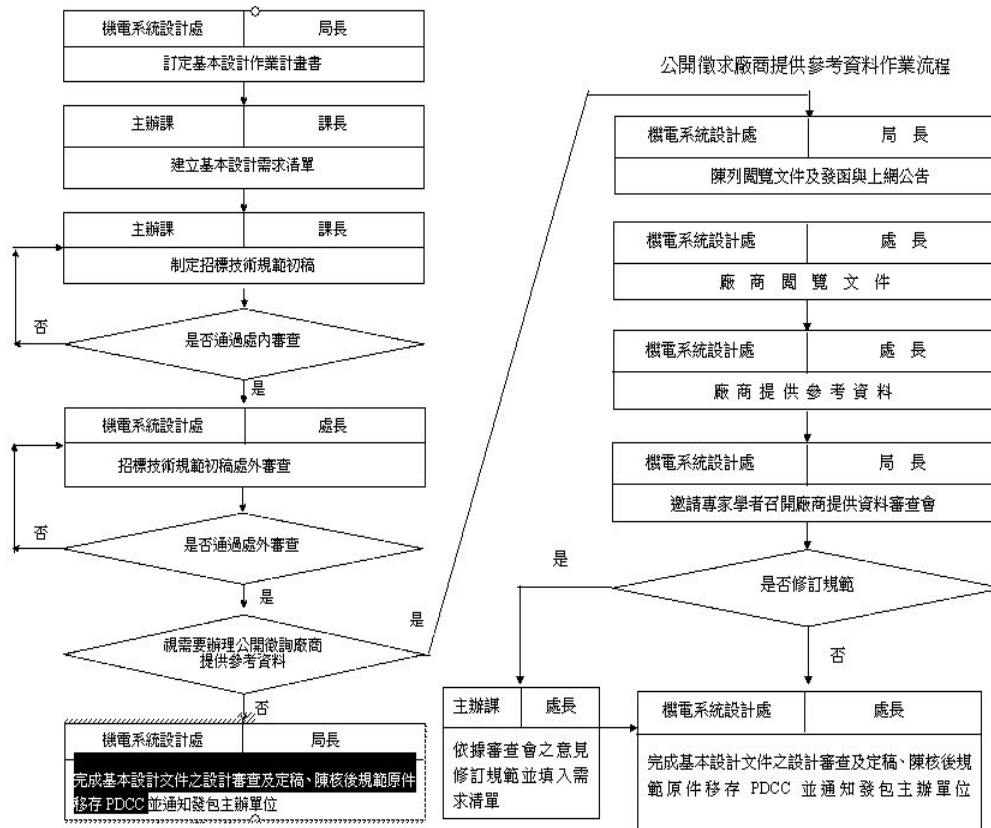 機電系統設計處 局長
訂定基本設計作業計畫書
主辦課 課長
建立基本設計需求清單
主辦課 課長
制定招標技術規範初稿
否
是否通過處內審查
是
機電系統設計處 處長
招標技術規範初稿處外審查
否
是否通過處外審查
是
是
視需要辦理公開徵詢廠商
提供參考資料
否
機電系統設計處 局長
完成基本設計文件之設計審查及定稿、陳核後規範原件
移存 PDCC 並通知發包主辦單位
公開徵求廠商提供參考資料作業流程
機電系統設計處 局 長
陳列閱覽文件及發函與上網公告
機電系統設計處 處 長
廠 商 閱 覽 文 件
機電系統設計處 處 長
廠 商 提 供 參 考 資 料
機電系統設計處 局 長
邀請專家學者召開廠商提供資料審查會
是
是否修訂規範
否
主辦課 處長
依據審查會之意見
修訂規範並填入需
求清單
機電系統設計處 處長
完成基本設計文件之設計審查及定稿、陳核後規
範原件移存 PDCC 並通知發包主辦單位